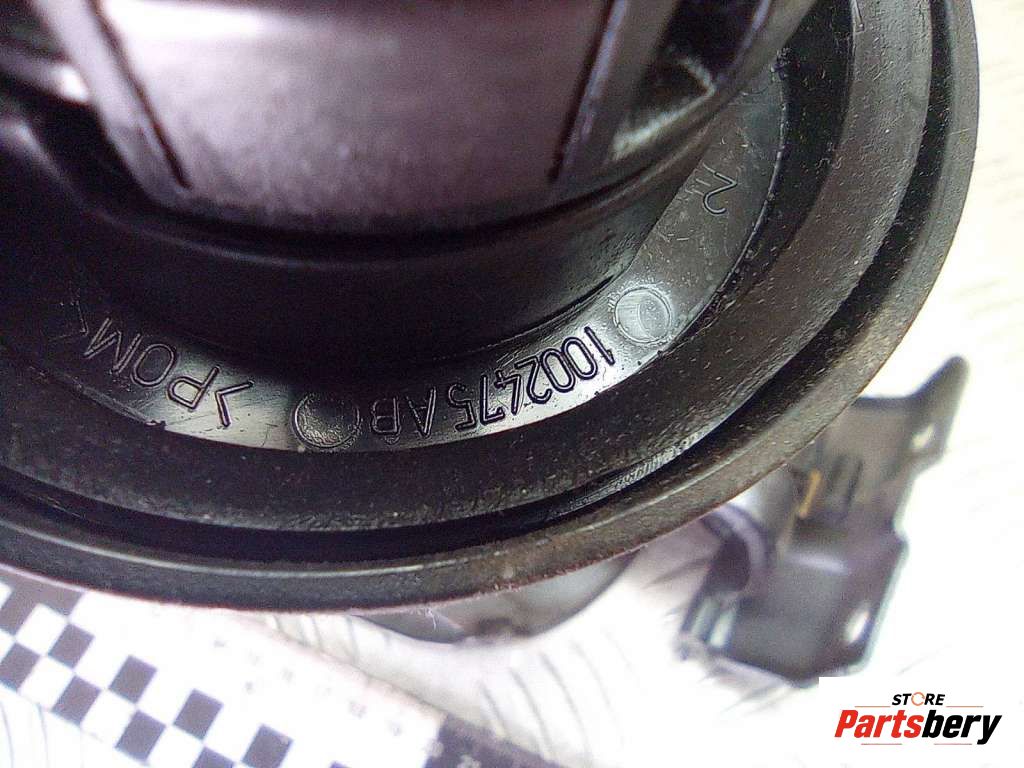 2
1002475AB
>POM<
STORE
Partsbery